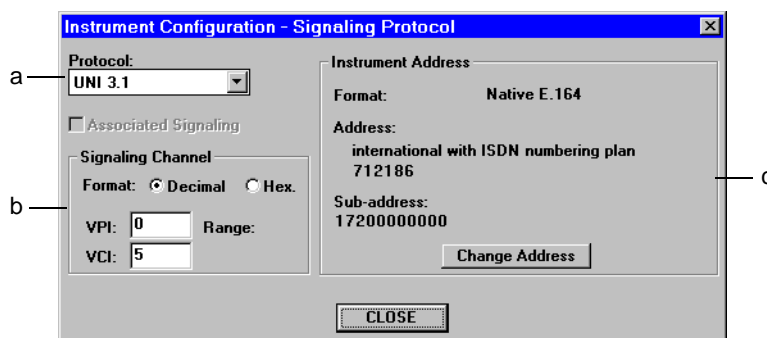 Instrument Configuration - Signaling Protocol
a
Protocol:
UNI 3.1
Associated Signaling
b
Signaling Channel
Format: Decimal Hex.
VPI: 0 Range:
VCI: 5
Instrument Address
Format: Native E.164
Address:
international with ISDN numbering plan
712186
Sub-address:
17200000000
Change Address
CLOSE